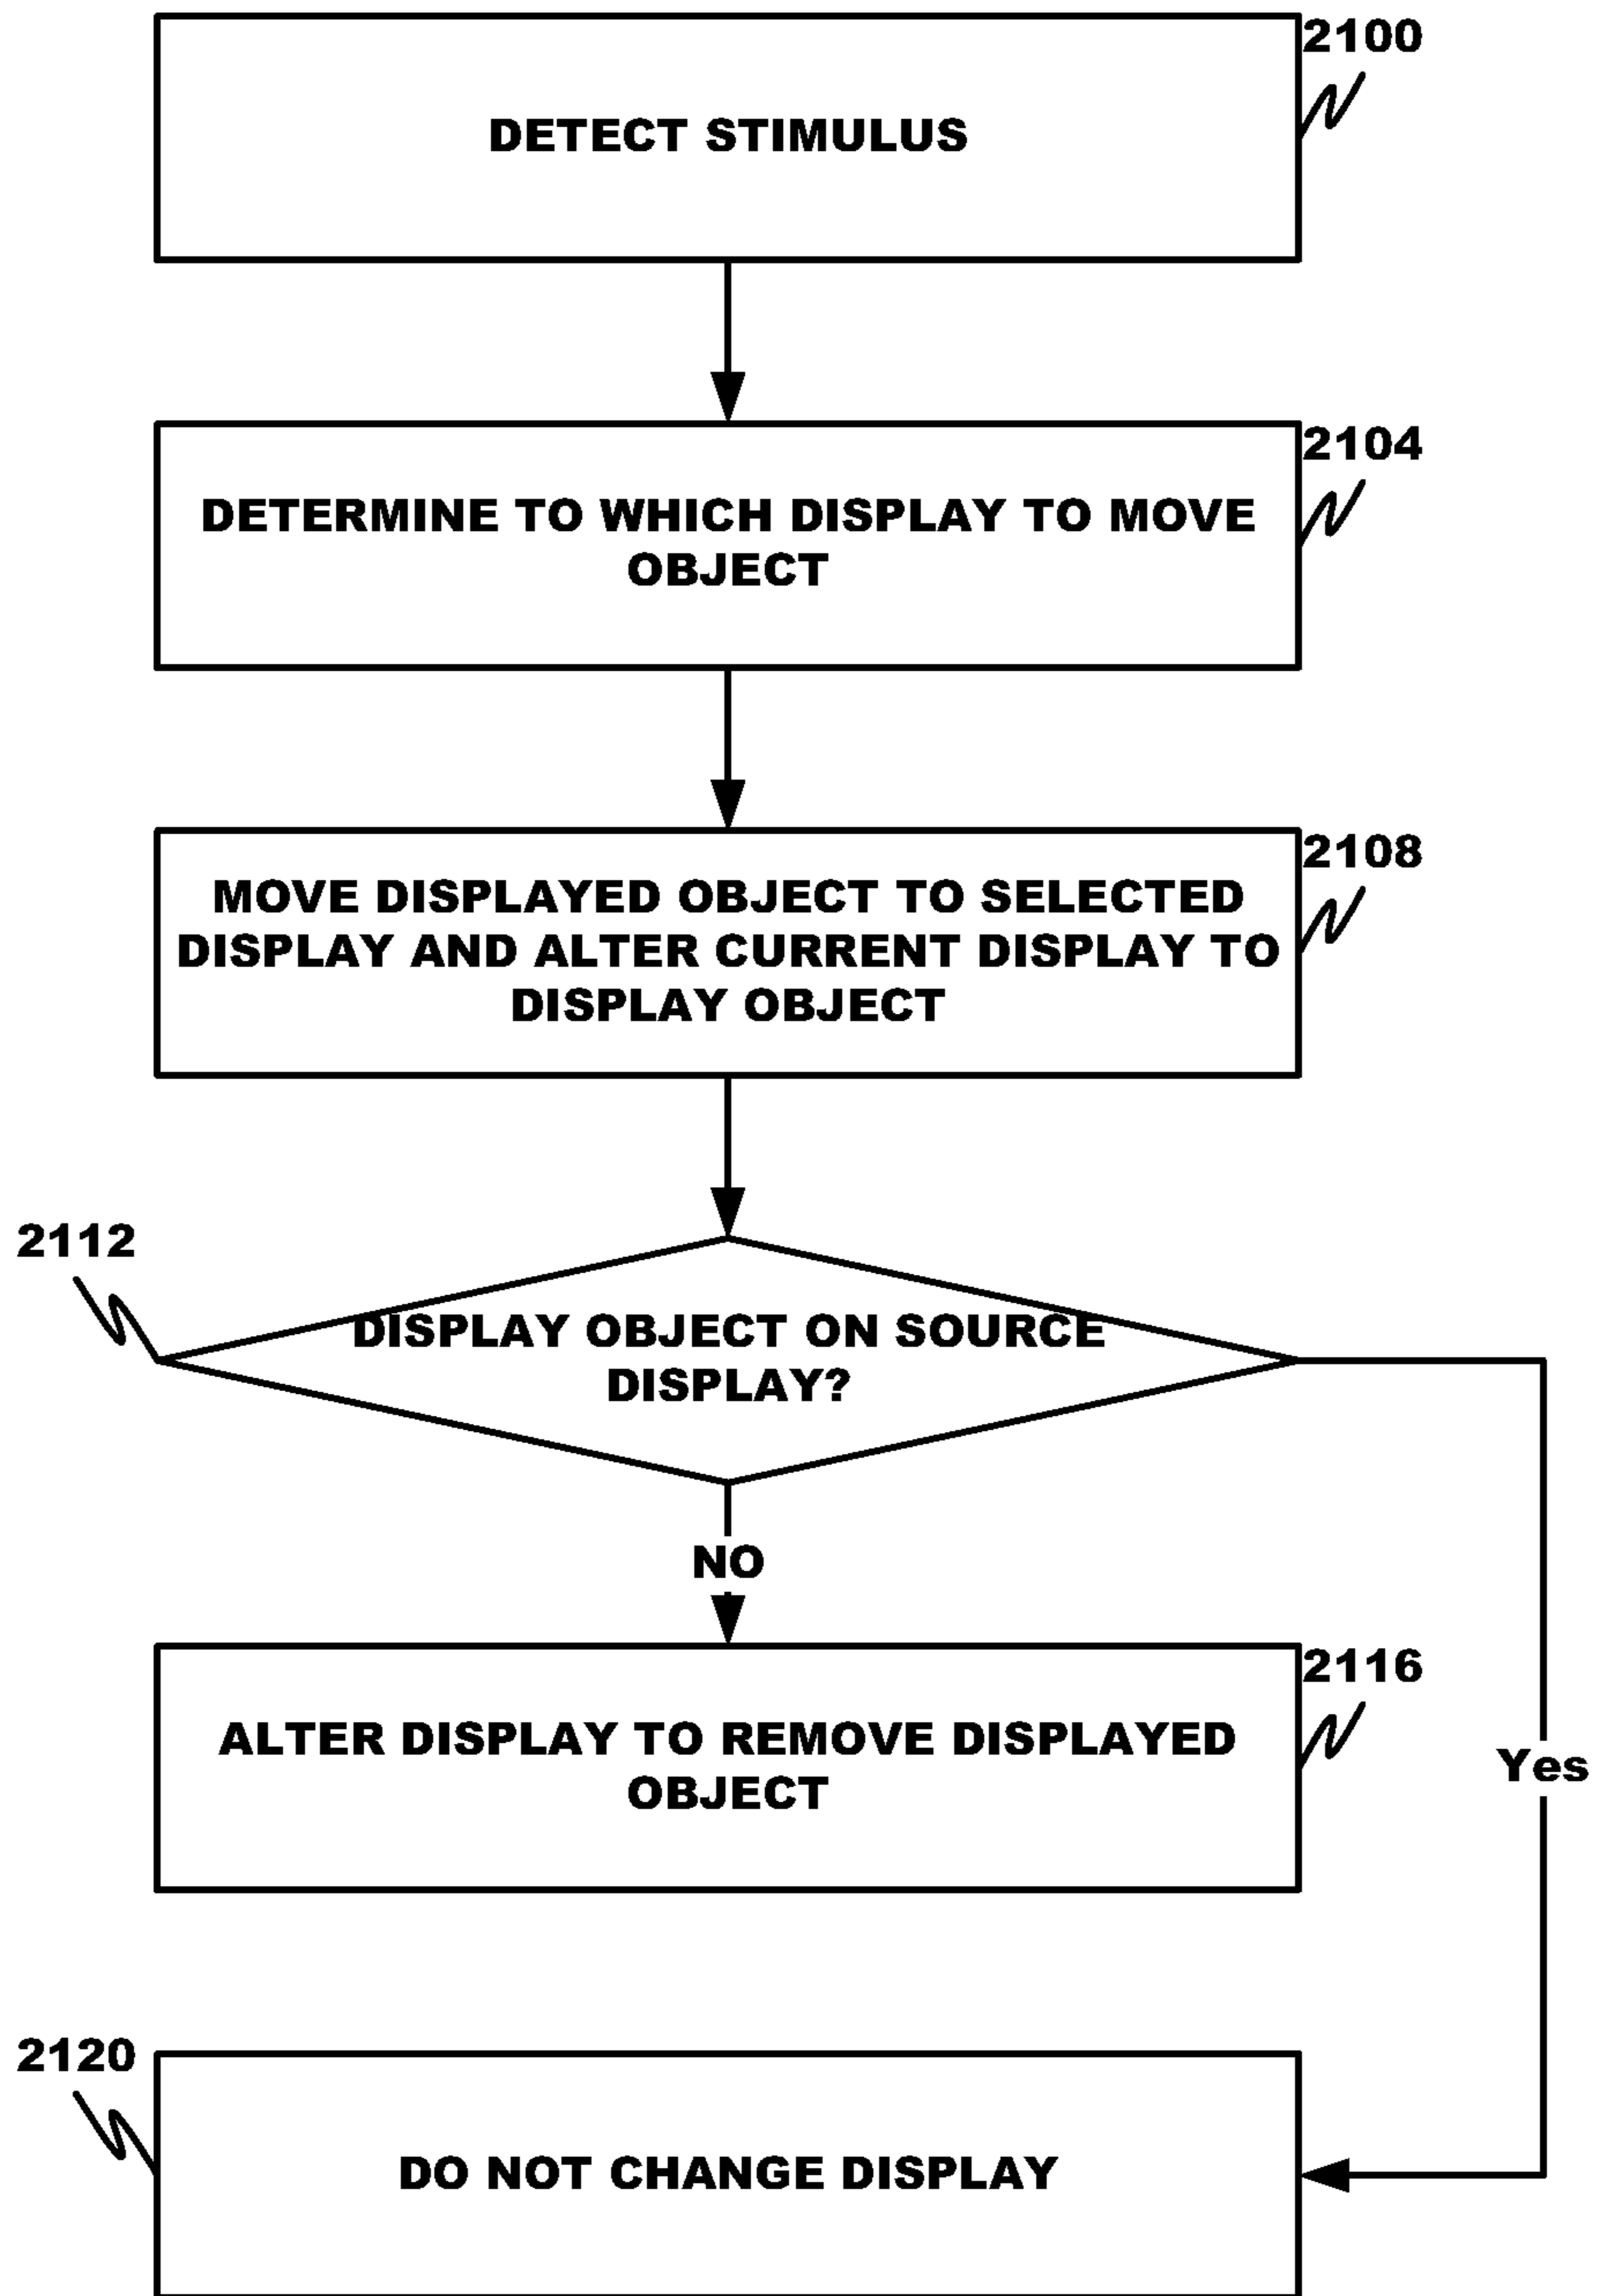 2100
DETECT STIMULUS
2104
DETERMINE TO WHICH DISPLAY TO MOVE
OBJECT
2108
MOVE DISPLAYED OBJECT TO SELECTED
DISPLAY AND ALTER CURRENT DISPLAY TO
DISPLAY OBJECT
2112
DISPLAY OBJECT ON SOURCE
DISPLAY?
NO
2116
ALTER DISPLAY TO REMOVE DISPLAYED
OBJECT
Yes
2120
DO NOT CHANGE DISPLAY